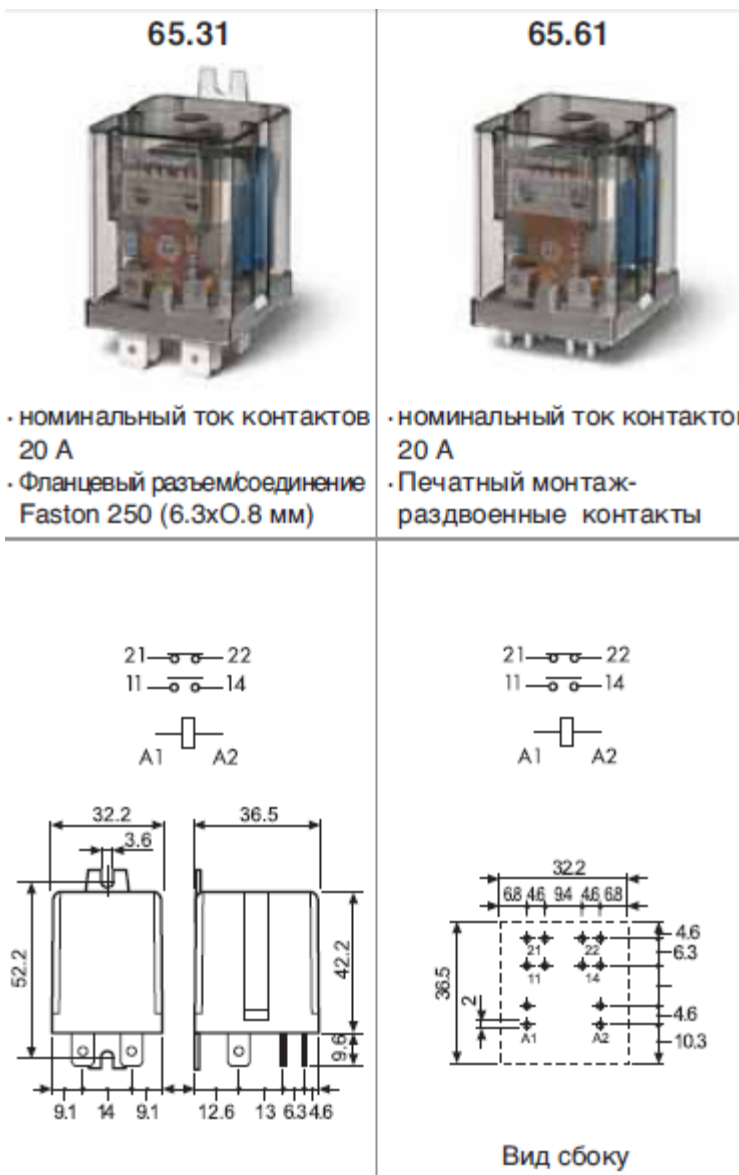 65.31
· номинальный ток контактов
20 А
· Фланцевый разъем/соединение
Faston 250 (6.3xO.8 мм)
21 22
11 14
A1 A2
32.2
3.6
52.2
9.1 14 9.1
36.5
42.2
9.6
12.6 13 6.3 4.6
65.61
· номинальный ток контактов
20 А
· Печатный монтаж-
раздвоенные контакты
21 22
11 14
A1 A2
32.2
6.8 4.6 9.4 4.6 6.8
36.5
2
21 22
11 14
A1 A2
4.6
6.3
4.6
10.3
Вид сбоку